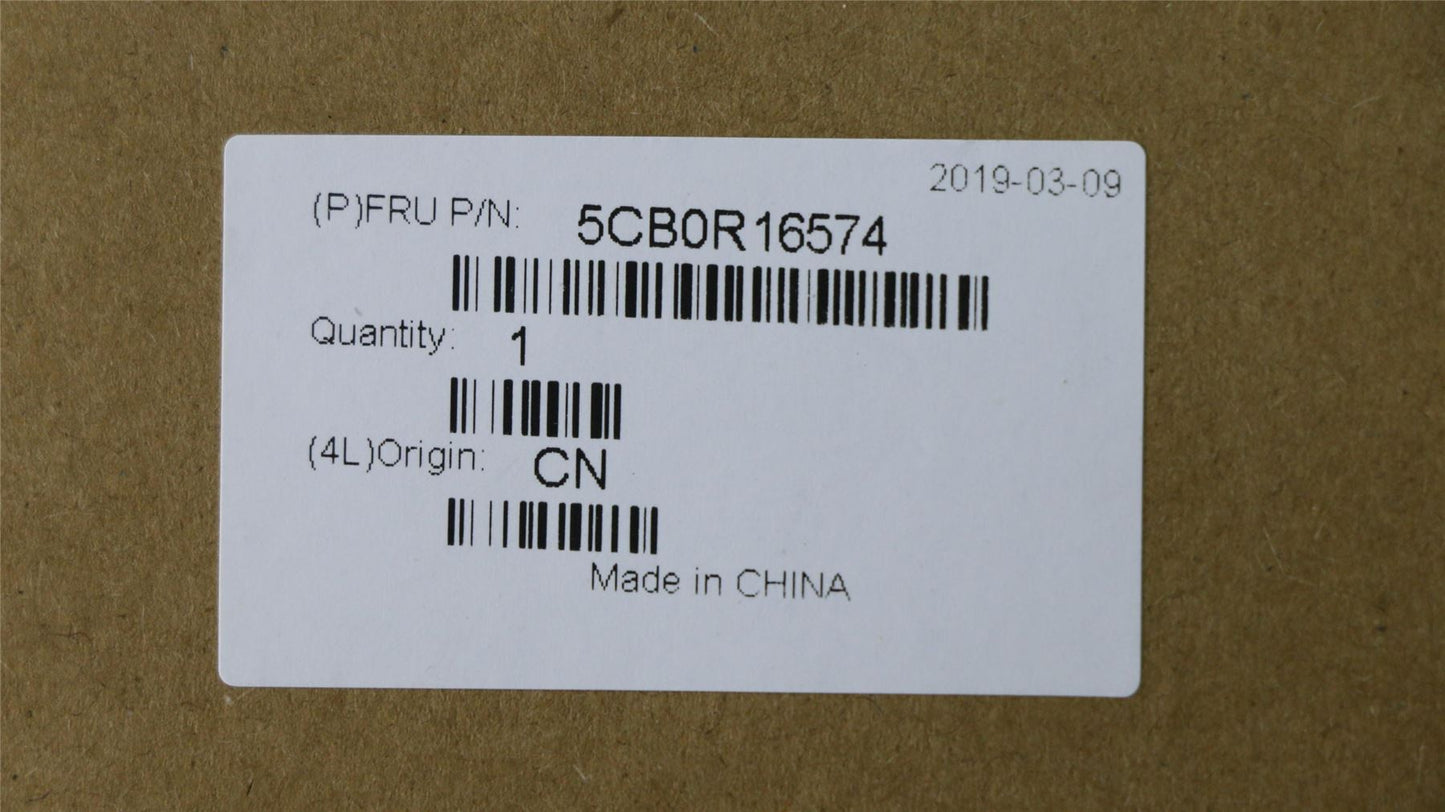 2019-03-09
(P)FRU P/N: 5CB0R16574
Quantity: 1
(4L)Origin: CN
Made in CHINA